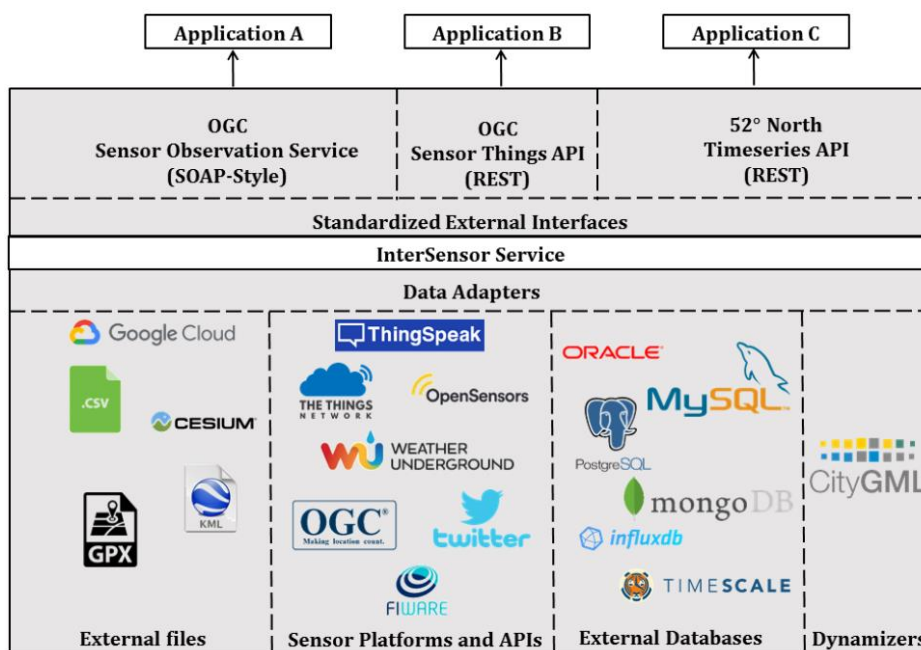 Application A
Application B
Application C
OGC
Sensor Observation Service
(SOAP-Style)
OGC
Sensor Things API
(REST)
52° North
Timeseries API
(REST)
Standardized External Interfaces
InterSensor Service
Data Adapters
Google Cloud
.CSV
CESIUM
KML
GPX
External files
ThingSpeak
THE THINGS
NETWORK
OpenSensors
WU WEATHER
UNDERGROUND
OGC®
Making location count.
twitter
FIWARE
Sensor Platforms and APIs
ORACLE®
MySQL™
PostgreSQL
mongoDB
influxdb
TIMESCALE
External Databases
CityGML
Dynamizers